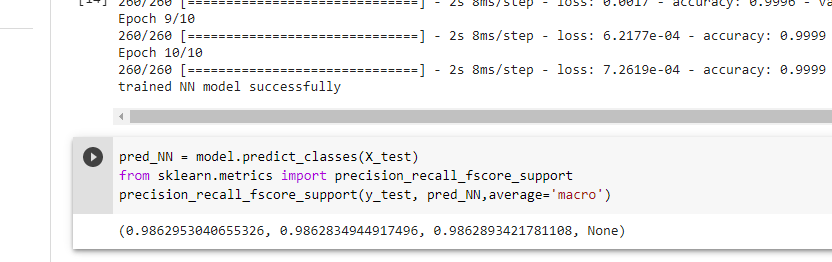 [14] 260/260 [==============================] - 2s 8ms/step - loss: 0.0017 - accuracy: 0.9996 - va
Epoch 9/10
260/260 [==============================] - 2s 8ms/step - loss: 6.2177e-04 - accuracy: 0.9999
Epoch 10/10
260/260 [==============================] - 2s 8ms/step - loss: 7.2619e-04 - accuracy: 0.9999
trained NN model successfully
pred_NN = model.predict_classes(X_test)
from sklearn.metrics import precision_recall_fscore_support
precision_recall_fscore_support(y_test, pred_NN,average='macro')
(0.9862953040655326, 0.9862834944917496, 0.9862893421781108, None)